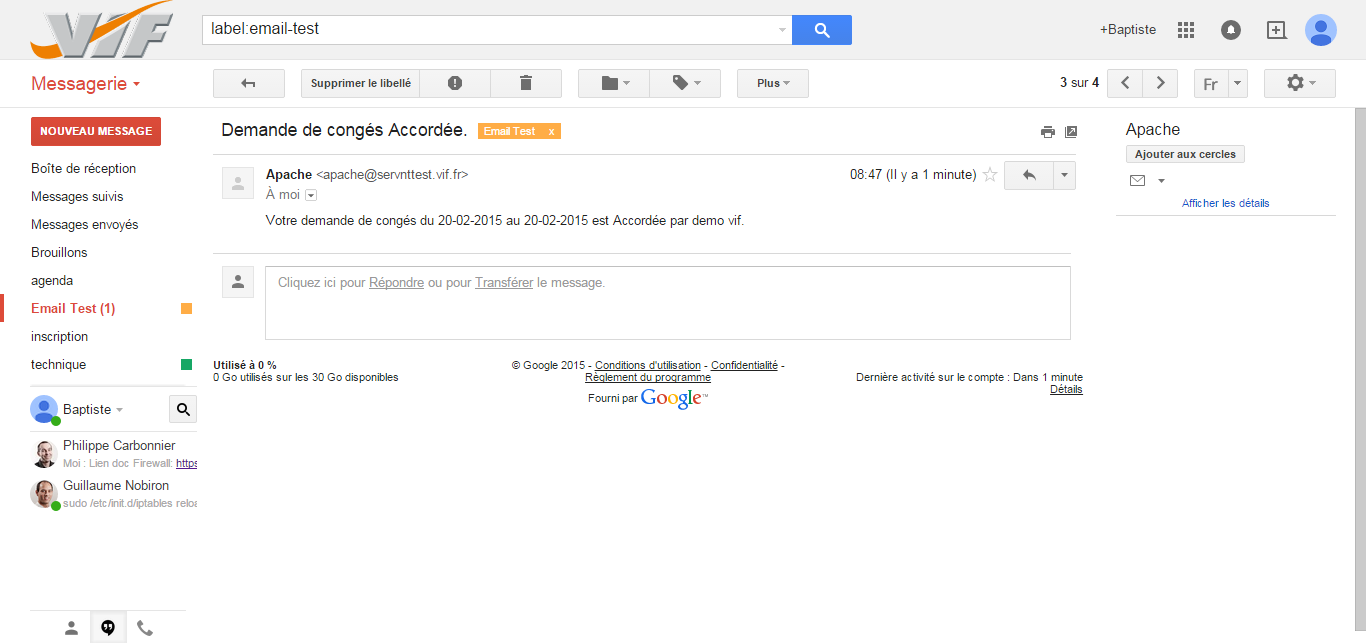 VIF
label:email-test
+Baptiste
Messagerie
Supprimer le libellé
Plus
3 sur 4
Fr
NOUVEAU MESSAGE
Boîte de réception
Messages suivis
Messages envoyés
Brouillons
agenda
Email Test (1)
inscription
technique
Baptiste
Philippe Carbonnier
Moi : Lien doc Firewall: https
Guillaume Nobiron
sudo /etc/init.d/iptables reloa
Demande de congés Accordée.
Email Test x
Apache <apache@servnttest.vif.fr>
08:47 (Il y a 1 minute)
À moi
Votre demande de congés du 20-02-2015 au 20-02-2015 est Accordée par demo vif.
Cliquez ici pour Répondre ou pour Transférer le message.
Utilisé à 0 %
0 Go utilisés sur les 30 Go disponibles
© Google 2015 - Conditions d'utilisation - Confidentialité -
Règlement du programme
Fourni par Google™
Dernière activité sur le compte : Dans 1 minute
Détails
Apache
Ajouter aux cercles
Afficher les détails